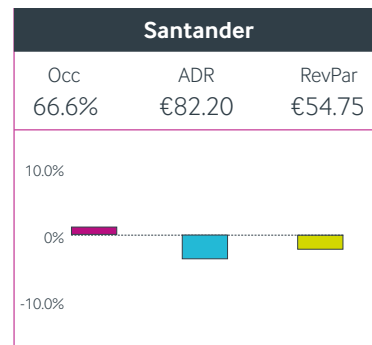 Santander
Occ ADR RevPar
66.6% €82.20 €54.75
10.0%
0%
-10.0%